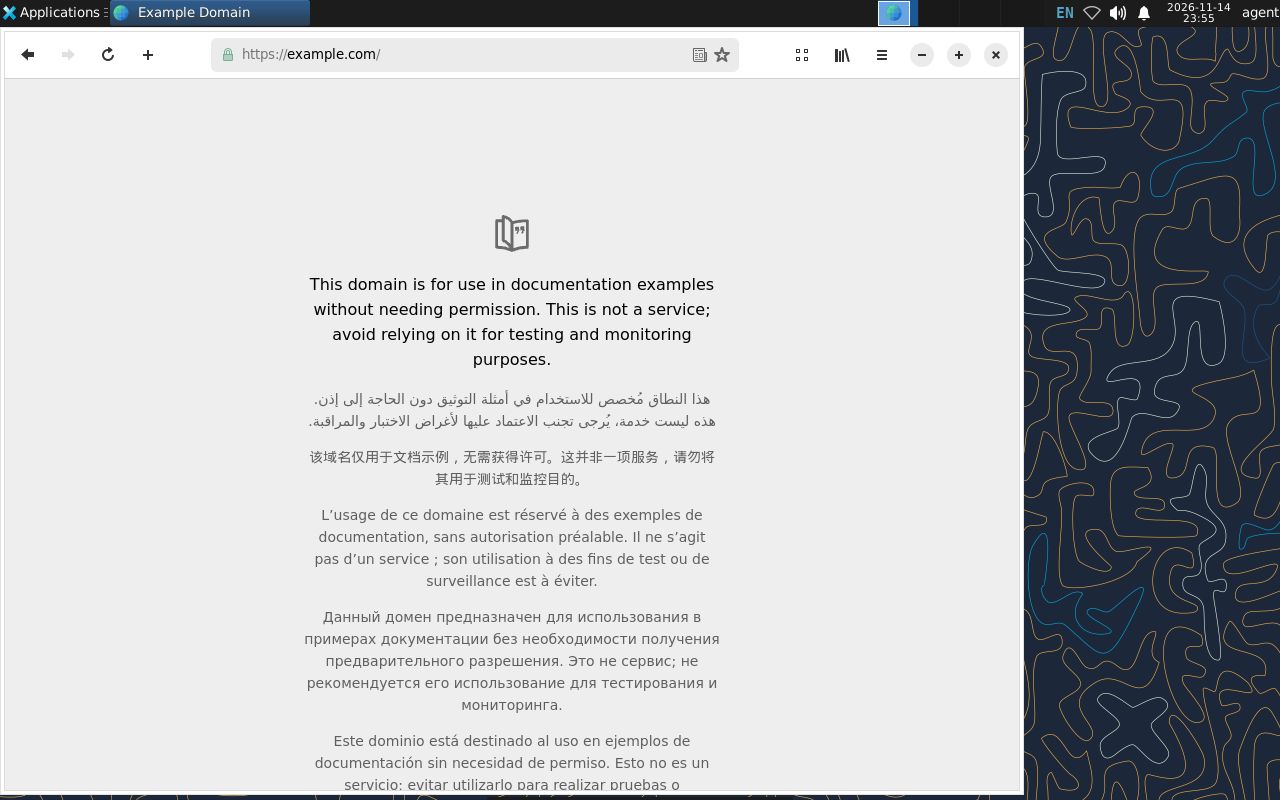 Applications
Example Domain
EN
2026-11-14
23:55
agent
https://example.com/
This domain is for use in documentation examples
without needing permission. This is not a service;
avoid relying on it for testing and monitoring
purposes.
هذا النطاق مُخصص للاستخدام في أمثلة التوثيق دون الحاجة إلى إذن.
هذه ليست خدمة، يُرجى تجنب الاعتماد عليها لأغراض الاختبار والمراقبة.
该域名仅用于文档示例，无需获得许可。这并非一项服务，请勿将
其用于测试和监控目的。
L’usage de ce domaine est réservé à des exemples de
documentation, sans autorisation préalable. Il ne s’agit
pas d’un service ; son utilisation à des fins de test ou de
surveillance est à éviter.
Данный домен предназначен для использования в
примерах документации без необходимости получения
предварительного разрешения. Это не сервис; не
рекомендуется его использование для тестирования и
мониторинга.
Este dominio está destinado al uso en ejemplos de
documentación sin necesidad de permiso. Esto no es un
servicio; evitar utilizarlo para realizar pruebas o